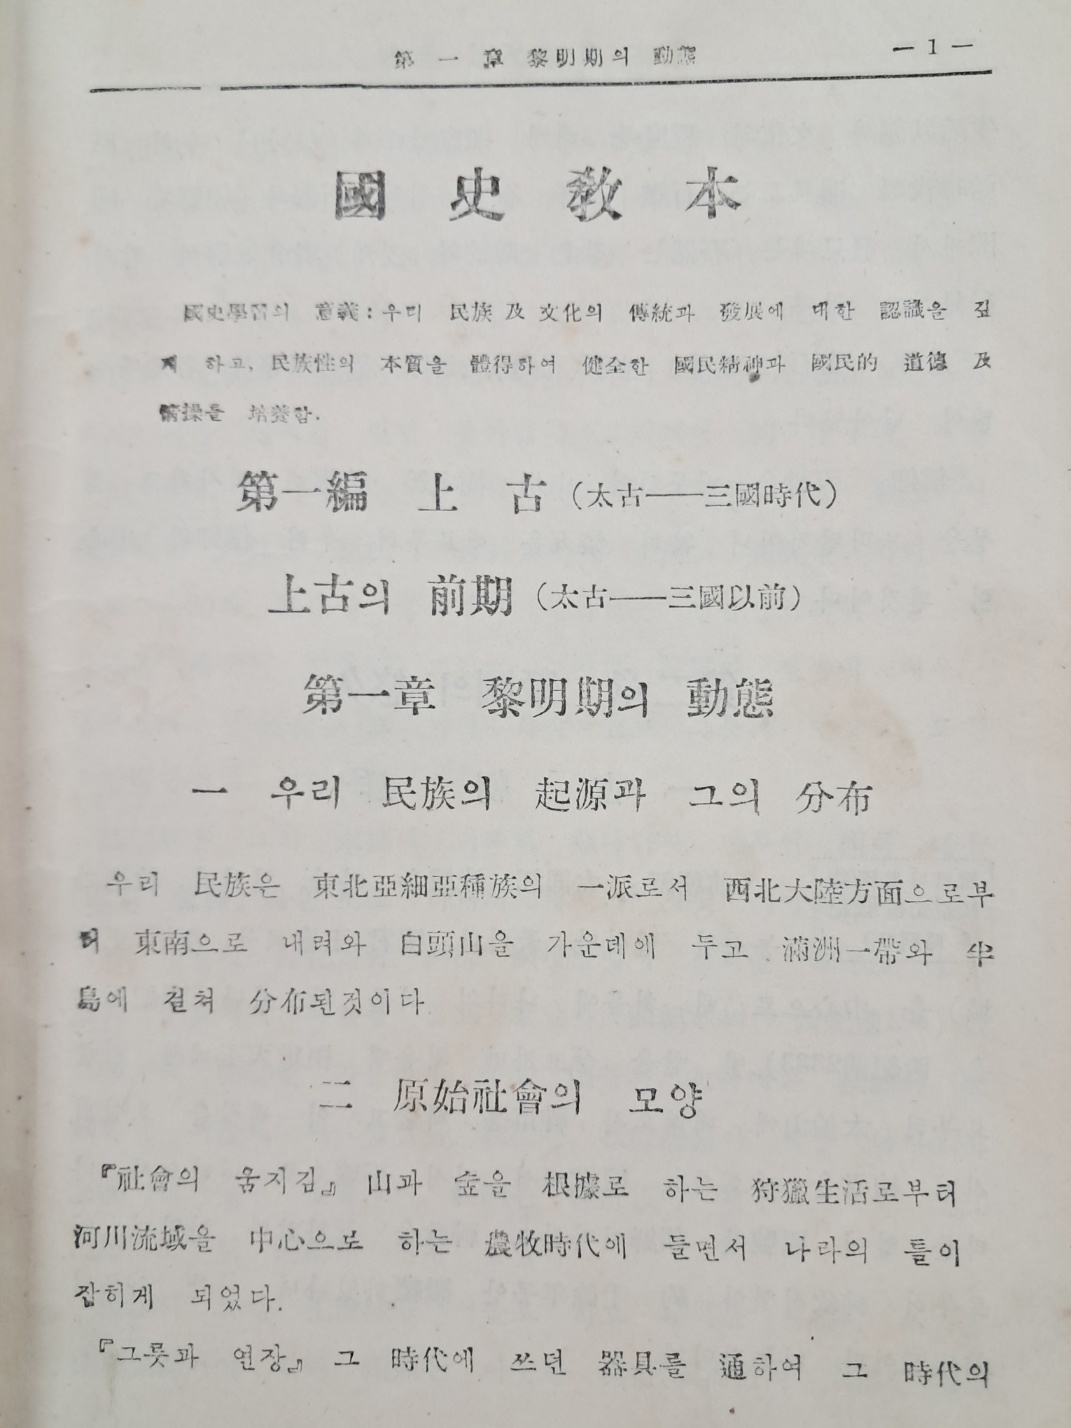 第一章 黎明期의 動態 — 1 —
國史敎本
國史學習의 意義: 우리 民族 及 文化의 傳統과 發展에 대한 認識을 깊
게 하고, 民族性의 本質을 體得하여 健全한 國民精神과 國民的 道德 及
情操을 培養함.
第一編 上 古 (太古——三國時代)
上古의 前期 (太古——三國以前)
第一章 黎明期의 動態
一 우리 民族의 起源과 그의 分布
우리 民族은 東北亞細亞種族의 一派로서 西北大陸方面으로부
터 東南으로 내려와 白頭山을 가운데에 두고 滿洲一帶와 半
島에 걸쳐 分布된것이다
二 原始社會의 모양
『社會의 움지김』 山과 숲을 根據로 하는 狩獵生活로부터
河川流域을 中心으로 하는 農牧時代에 들면서 나라의 틀이
잡히게 되었다.
『그릇과 연장』 그 時代에 쓰던 器具를 通하여 그 時代의